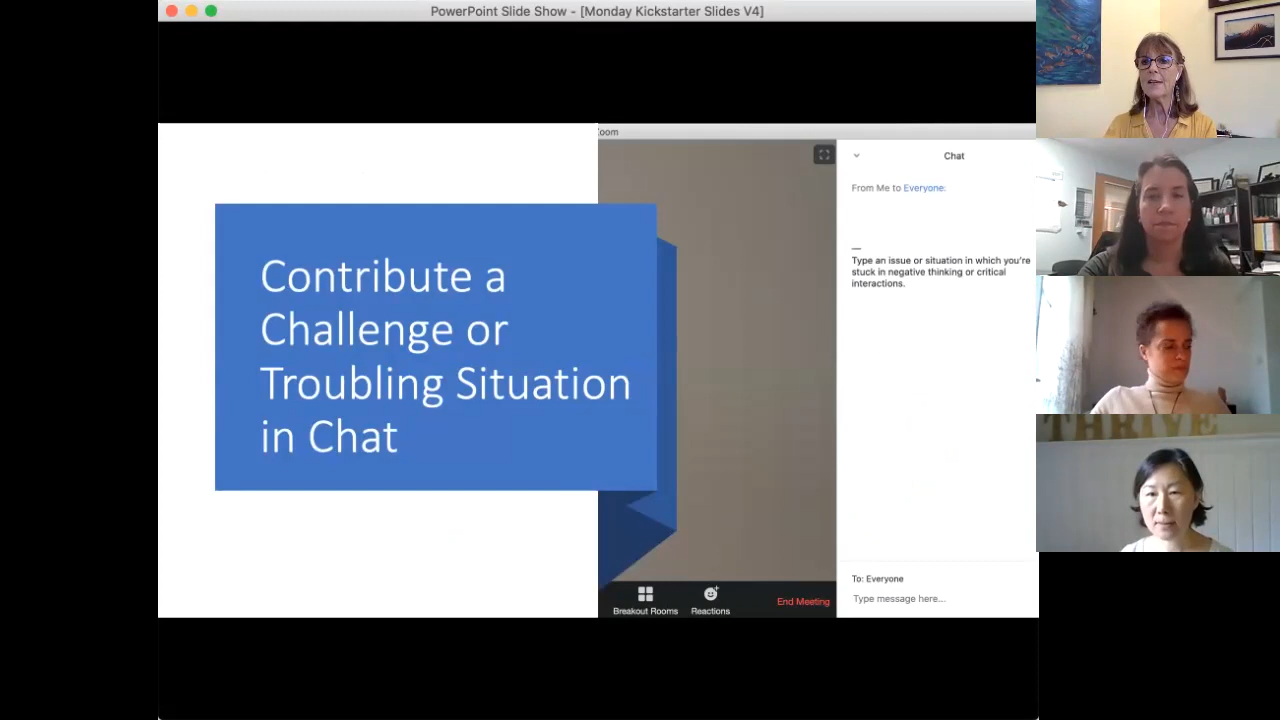 PowerPoint Slide Show - [Monday Kickstarter Slides V4]
Contribute a
Challenge or
Troubling Situation
in Chat
Zoom
Chat
From Me to Everyone:
—
Type an issue or situation in which you're
stuck in negative thinking or critical
interactions.
To: Everyone
Type message here...
Breakout Rooms
Reactions
End Meeting
THRIVE